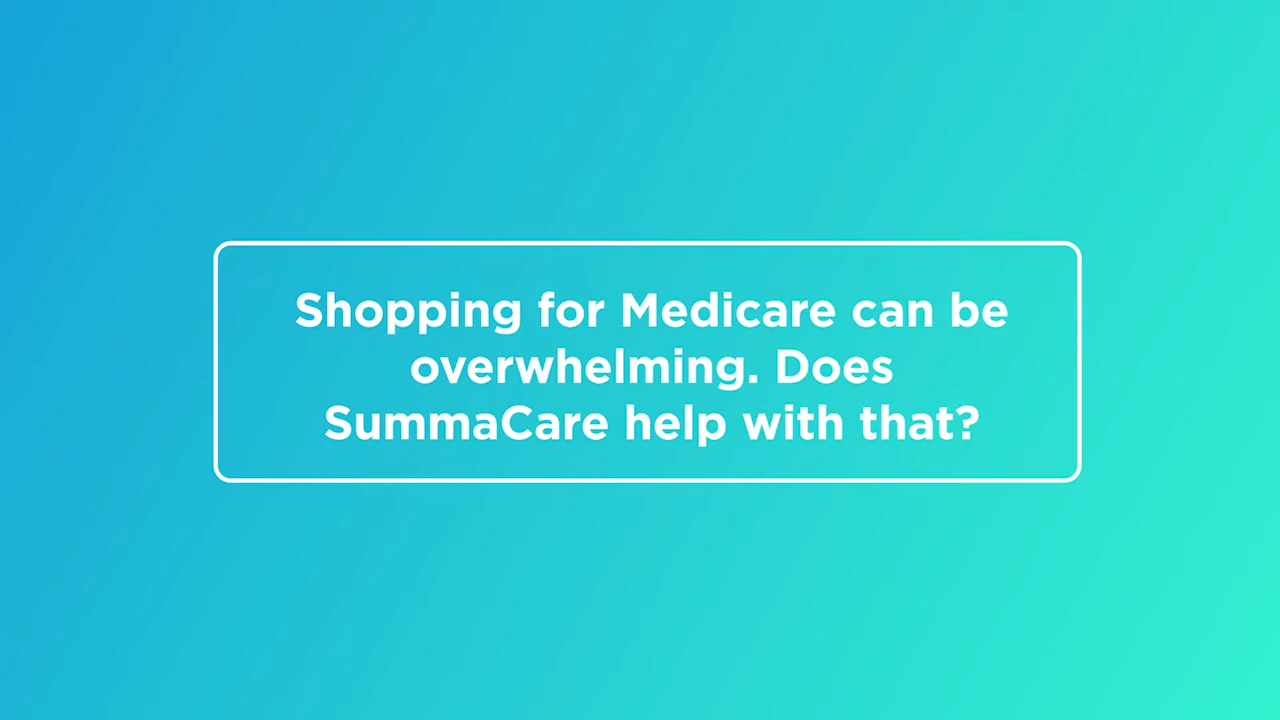 Shopping for Medicare can be
overwhelming. Does
SummaCare help with that?